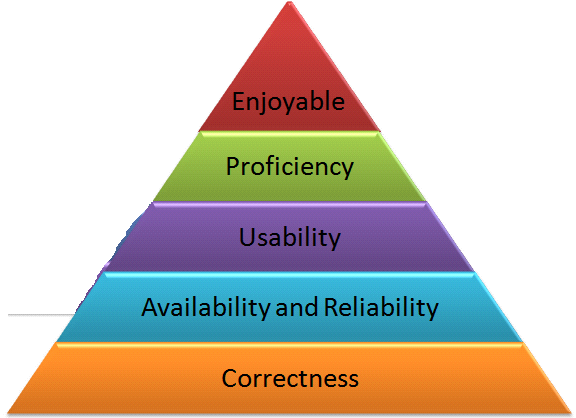 Enjoyable
Proficiency
Usability
Availability and Reliability
Correctness